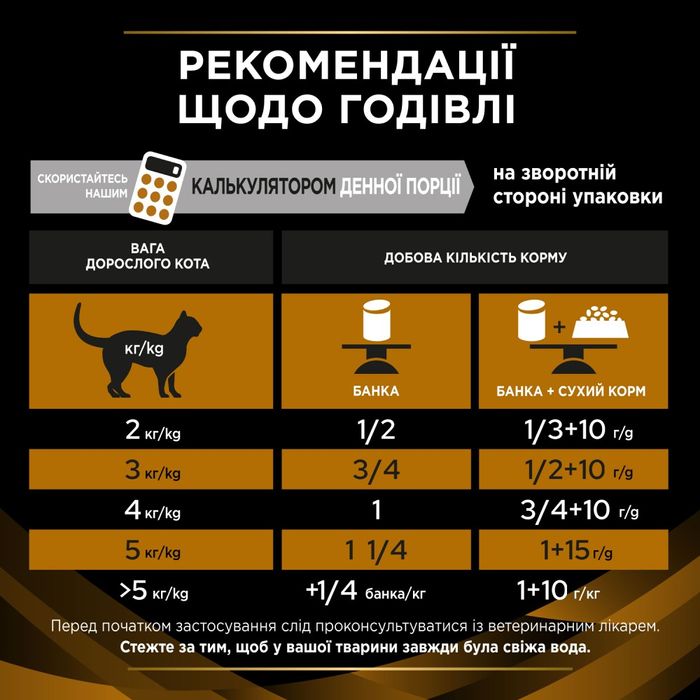 РЕКОМЕНДАЦІЇ
ЩОДО ГОДІВЛІ
СКОРИСТАЙТЕСЬ
НАШИМ
КАЛЬКУЛЯТОРОМ ДЕННОЇ ПОРЦІЇ
на зворотній
стороні упаковки
ВАГА
ДОРОСЛОГО КОТА
ДОБОВА КІЛЬКІСТЬ КОРМУ
кг/kg
БАНКА
БАНКА + СУХИЙ КОРМ
2 кг/kg 1/2 1/3+10 г/g
3 кг/kg 3/4 1/2+10 г/g
4 кг/kg 1 3/4+10 г/g
5 кг/kg 1 1/4 1+15 г/g
>5 кг/kg +1/4 банка/кг 1+10 г/кг
Перед початком застосування слід проконсультуватися із ветеринарним лікарем.
Стежте за тим, щоб у вашої тварини завжди була свіжа вода.